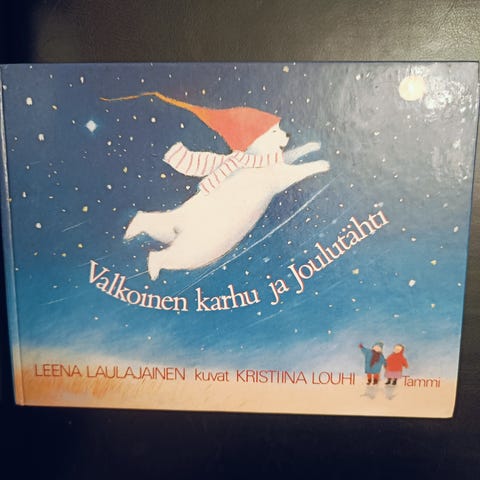 Valkoinen karhu ja Joulutähti
LEENA LAULAJAINEN kuvat KRISTIINA LOUHI Tammi